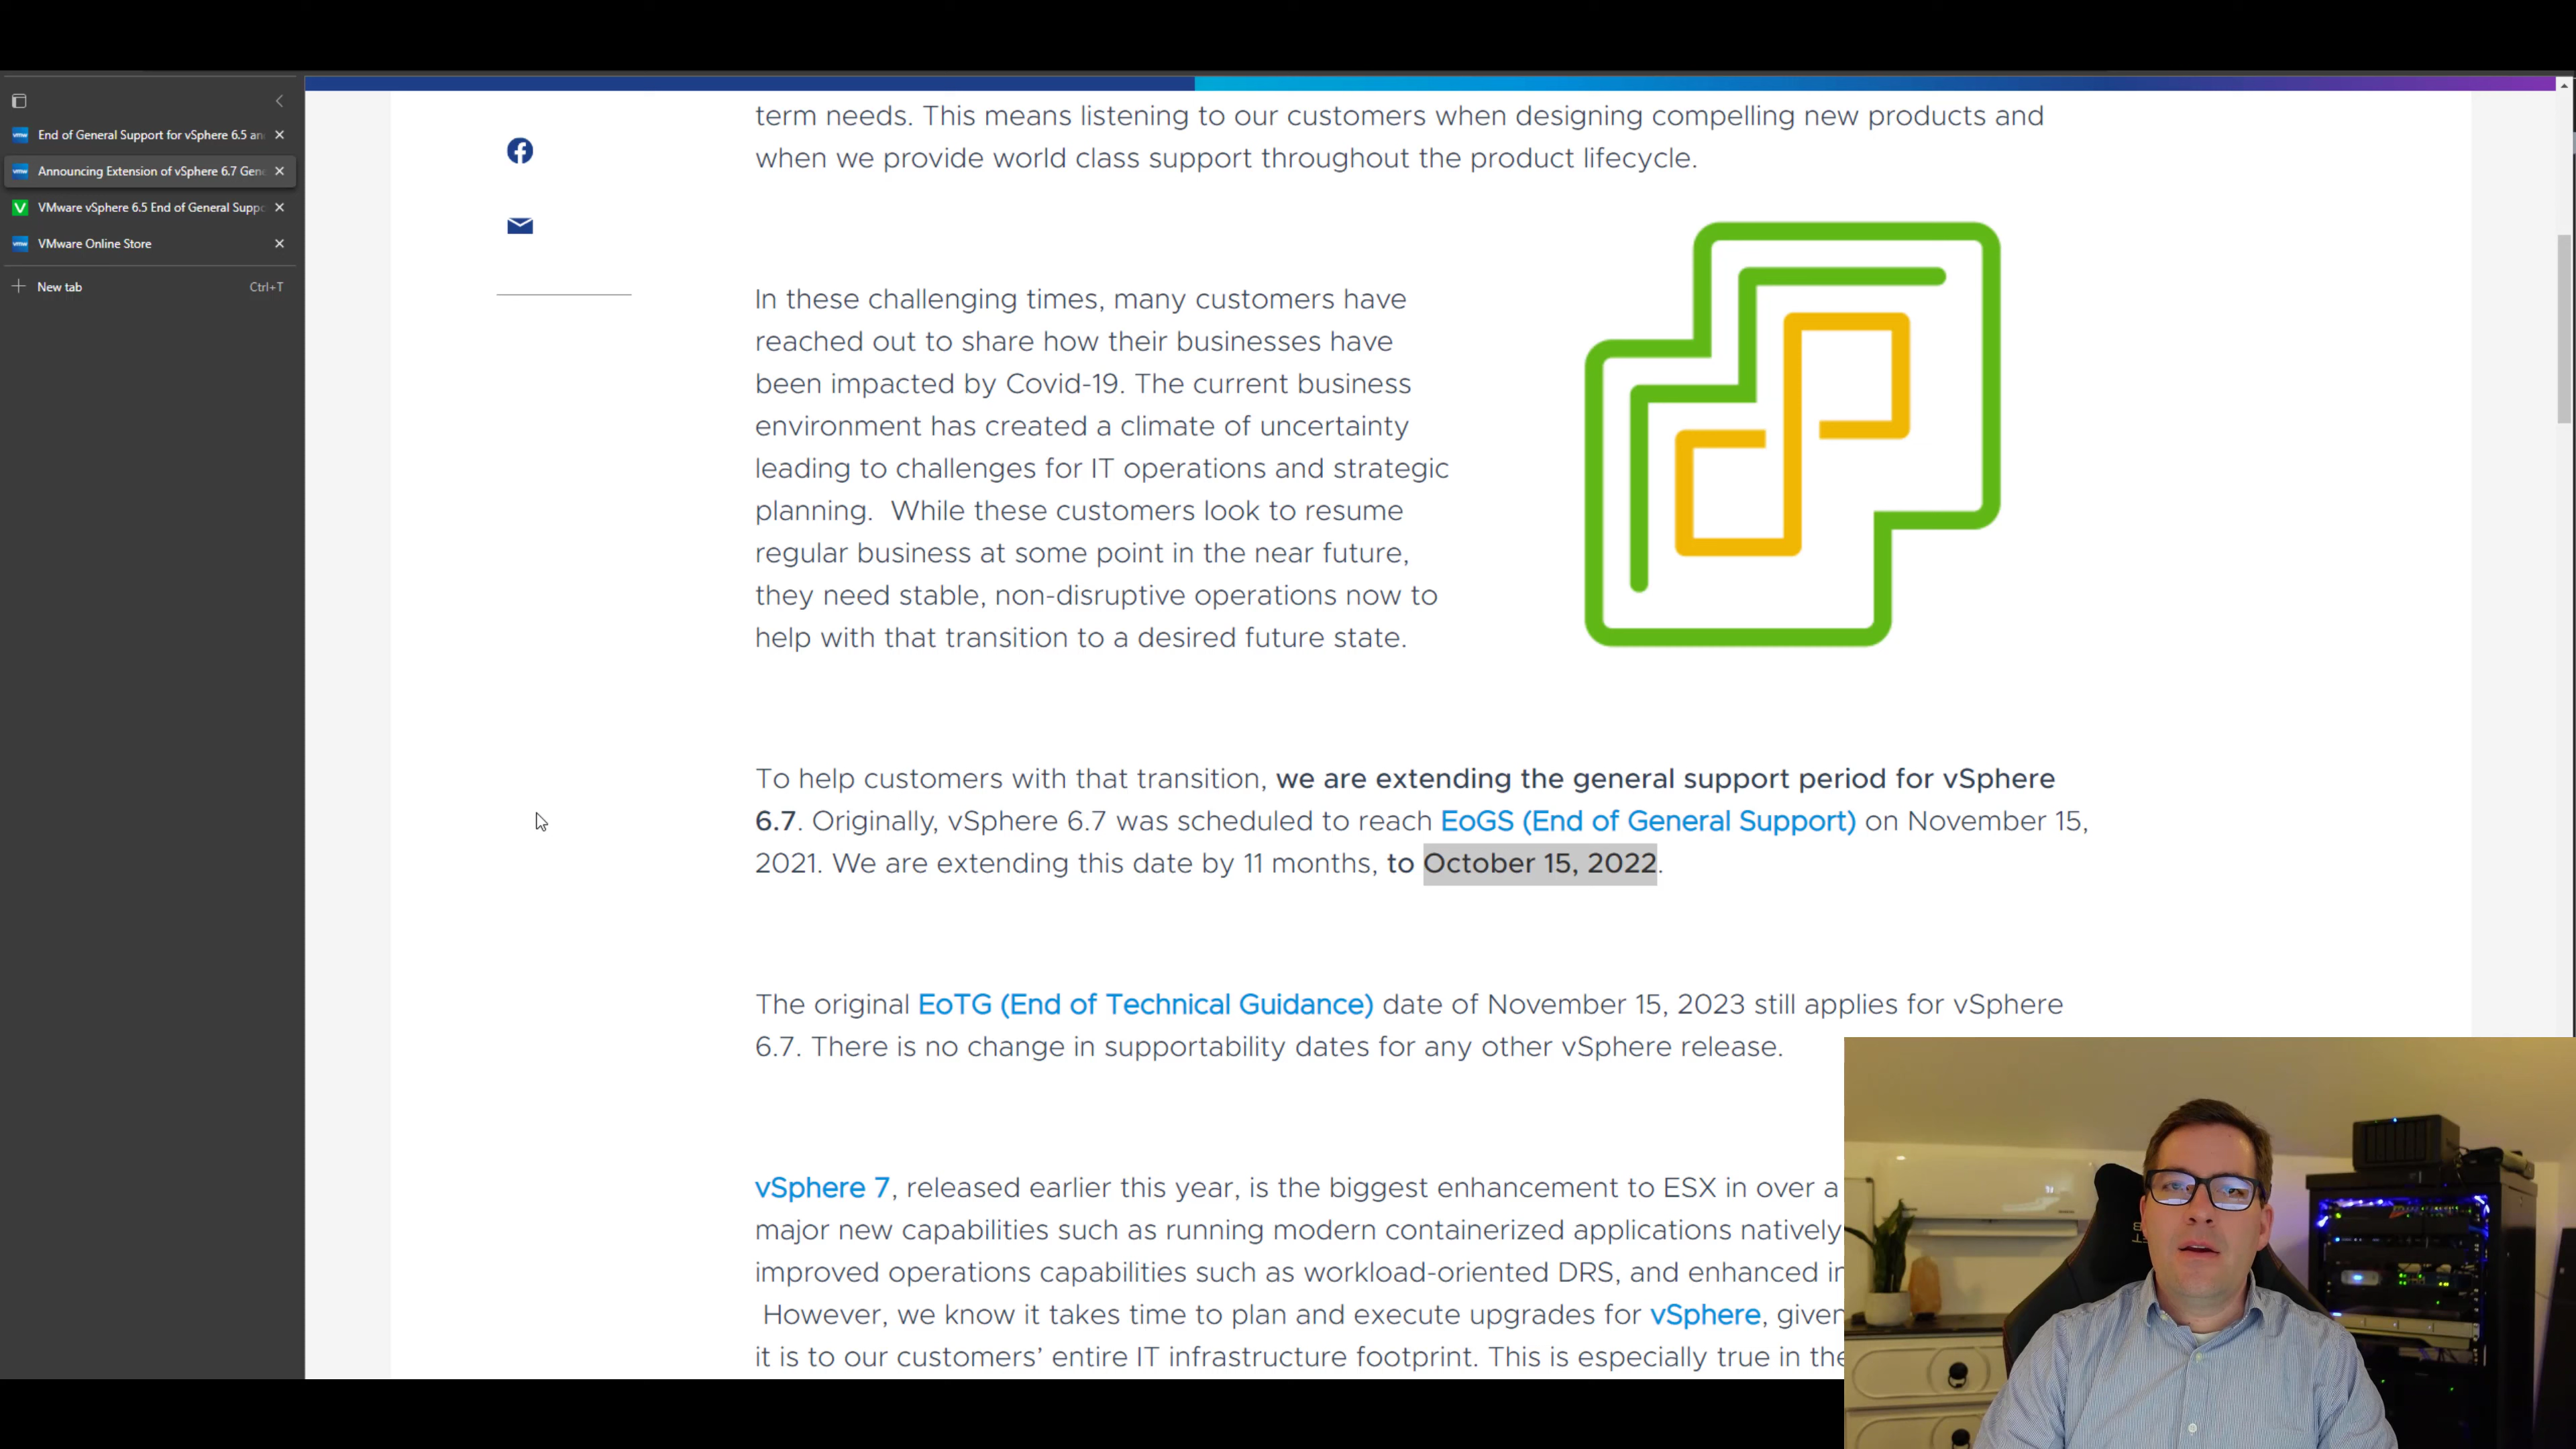 End of General Support for vSphere 6.5 an
Announcing Extension of vSphere 6.7 Gen
VMware vSphere 6.5 End of General Suppo
VMware Online Store
New tab Ctrl+T
term needs. This means listening to our customers when designing compelling new products and
when we provide world class support throughout the product lifecycle.
In these challenging times, many customers have
reached out to share how their businesses have
been impacted by Covid-19. The current business
environment has created a climate of uncertainty
leading to challenges for IT operations and strategic
planning.  While these customers look to resume
regular business at some point in the near future,
they need stable, non-disruptive operations now to
help with that transition to a desired future state.
To help customers with that transition, we are extending the general support period for vSphere
6.7. Originally, vSphere 6.7 was scheduled to reach EoGS (End of General Support) on November 15,
2021. We are extending this date by 11 months, to October 15, 2022.
The original EoTG (End of Technical Guidance) date of November 15, 2023 still applies for vSphere
6.7. There is no change in supportability dates for any other vSphere release.
vSphere 7, released earlier this year, is the biggest enhancement to ESX in over a
major new capabilities such as running modern containerized applications natively
improved operations capabilities such as workload-oriented DRS, and enhanced in
However, we know it takes time to plan and execute upgrades for vSphere, given
it is to our customers' entire IT infrastructure footprint. This is especially true in the